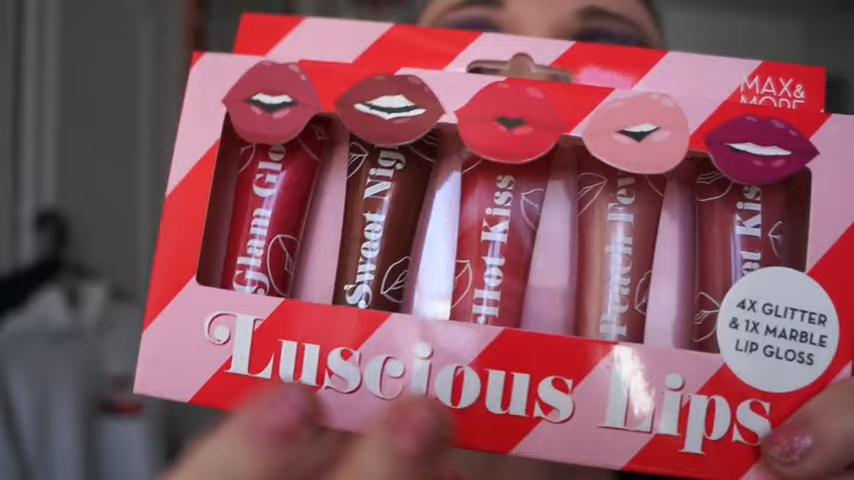 MAX&
MORE
Glam Glo
Sweet Nig
Hot Kiss
Peach Fev
et Kis
4X GLITTER
& 1X MARBLE
LIP GLOSS
Luscious Lips